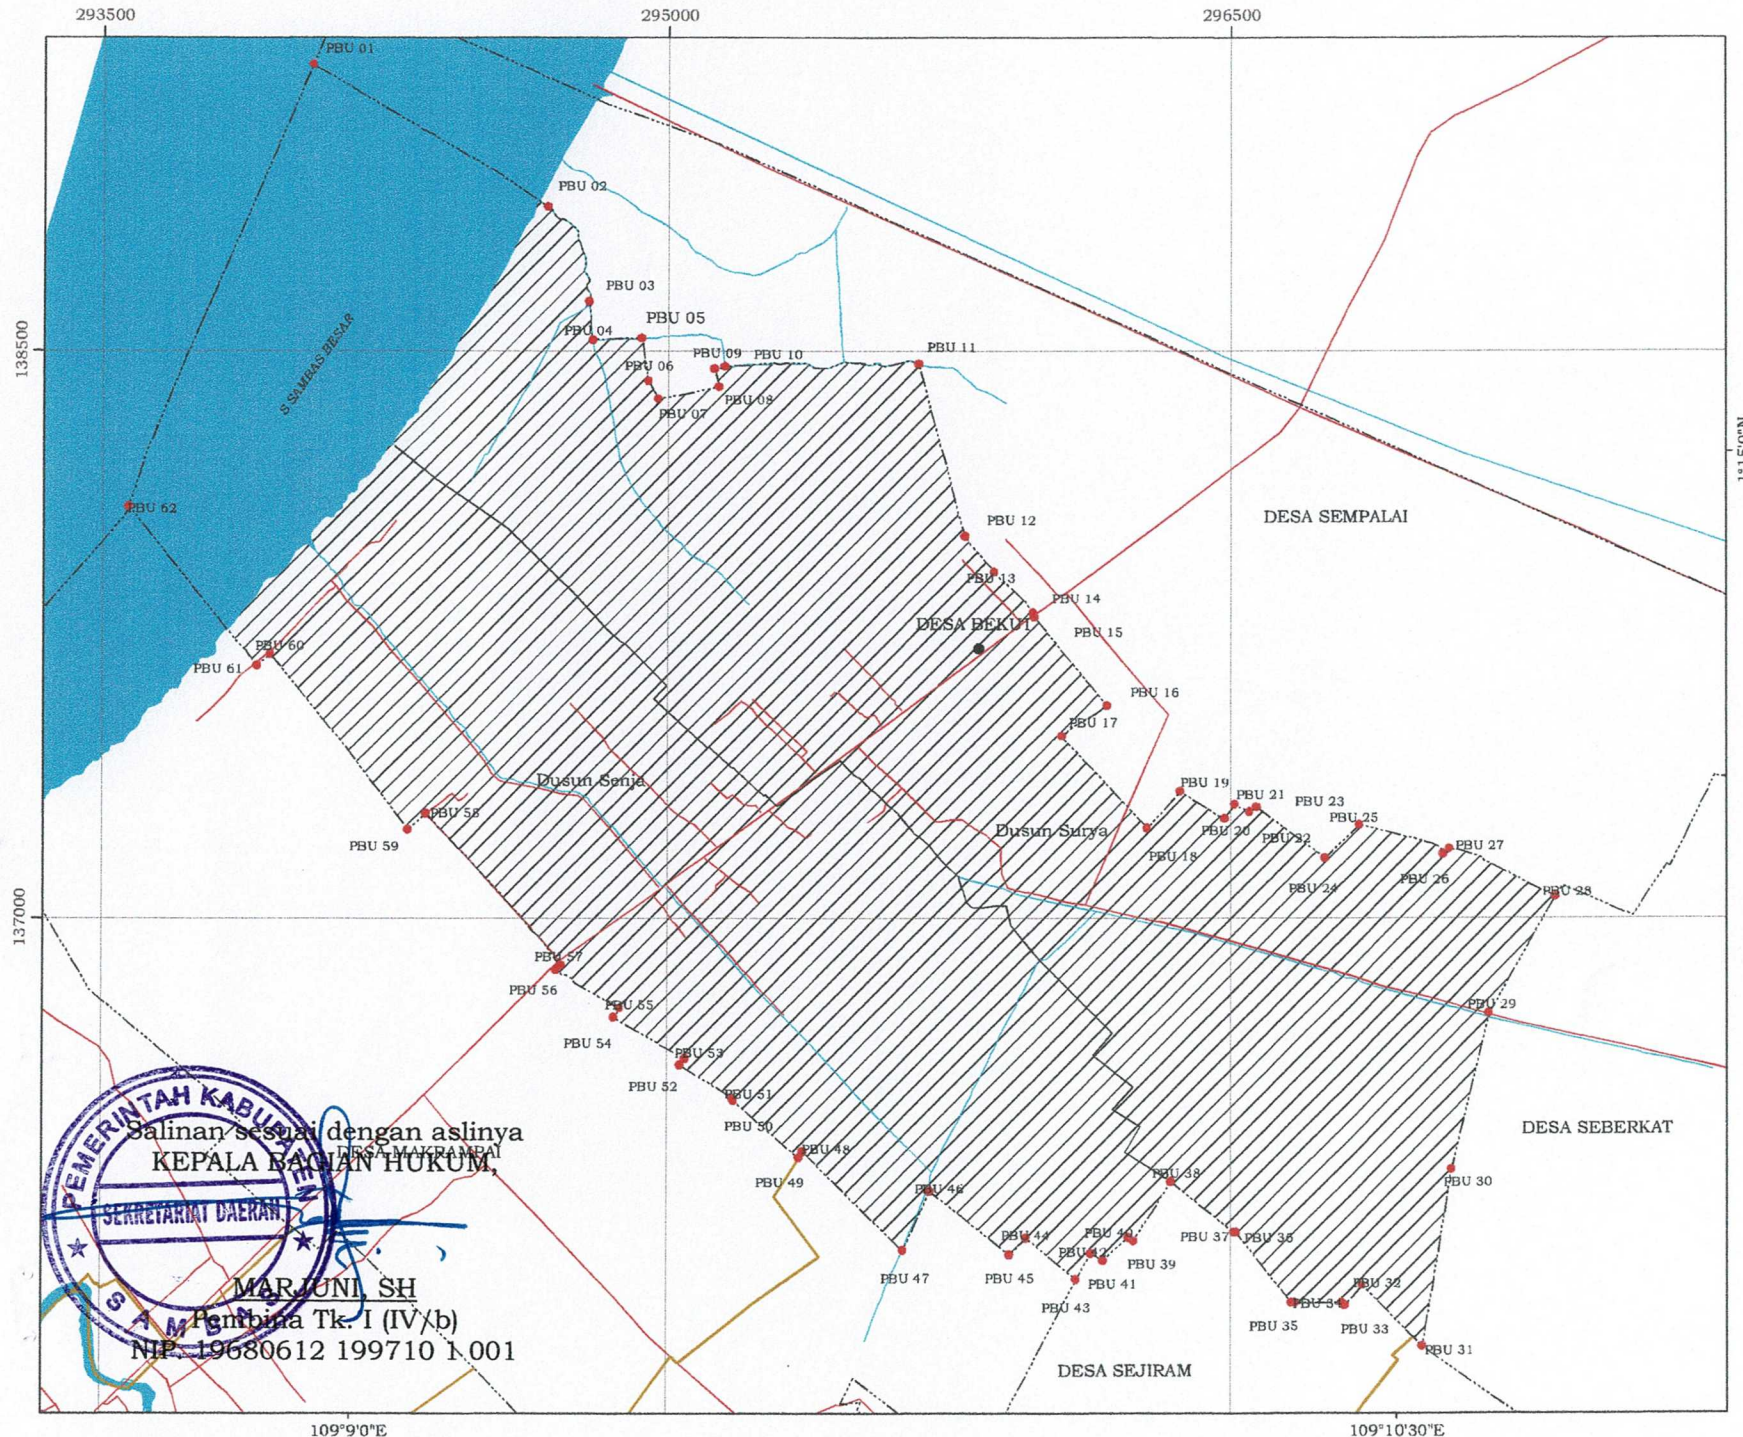 293500
295000
296500
PBU 01
PBU 02
PBU 03
PBU 04
PBU 05
138500
PBU 06
PBU 09
PBU 10
PBU 11
PBU 07
PBU 08
S SAMBAS BESAR
1°15'0"N
PBU 62
PBU 12
DESA SEMPALAI
PBU 13
PBU 14
DESA BEKUT
PBU 15
PBU 60
PBU 61
PBU 16
PBU 17
Dusun Senja
PBU 19
PBU 21
PBU 23
PBU 25
PBU 58
PBU 59
Dusun Surya
PBU 20
PBU 22
PBU 27
PBU 18
PBU 24
PBU 26
PBU 28
137000
PBU 57
PBU 56
PBU 55
PBU 29
PBU 54
PBU 53
PBU 52
PBU 51
PBU 50
DESA SEBERKAT
PEMERINTAH KABUPATEN
SEKRETARIAT DAERAH
SAMBAS
Salinan sesuai dengan aslinya
DESA MAKRAMPAI
KEPALA BAGIAN HUKUM,
PBU 48
PBU 49
PBU 38
PBU 30
PBU 46
PBU 44
PBU 40
PBU 37
PBU 36
PBU 42
PBU 39
PBU 47
PBU 45
PBU 41
PBU 43
PBU 32
PBU 34
PBU 35
PBU 33
PBU 31
MARJUNI, SH
Pembina Tk. I (IV/b)
NIP. 19680612 199710 1 001
DESA SEJIRAM
109°9'0"E
109°10'30"E